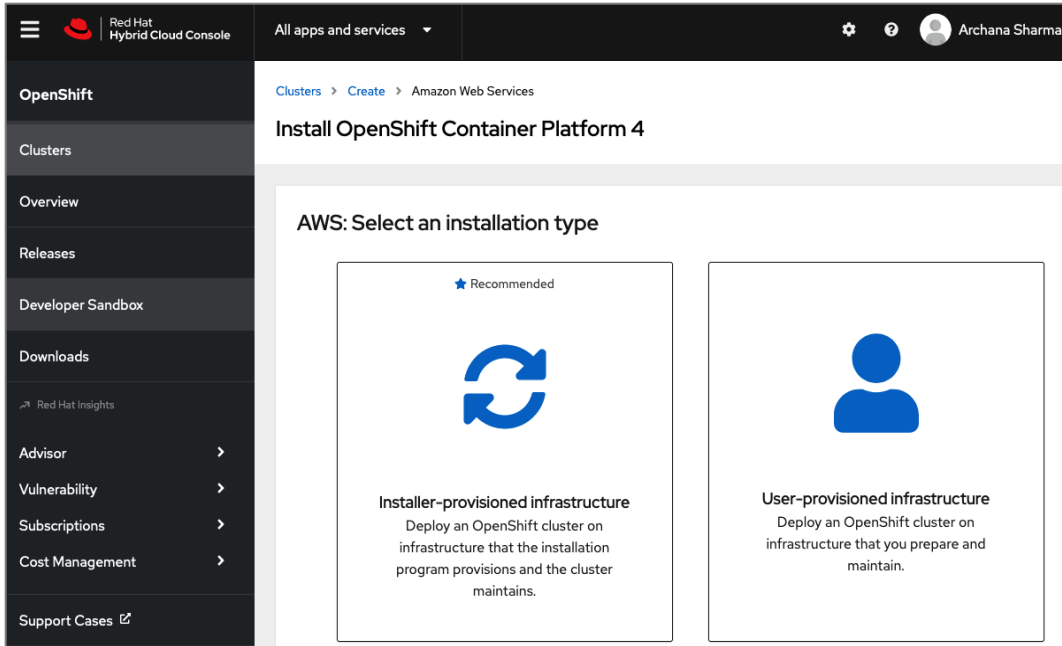 Red Hat
Hybrid Cloud Console
All apps and services
Archana Sharma
OpenShift
Clusters
Overview
Releases
Developer Sandbox
Downloads
Red Hat Insights
Advisor
Vulnerability
Subscriptions
Cost Management
Support Cases
Clusters > Create > Amazon Web Services
Install OpenShift Container Platform 4
AWS: Select an installation type
Recommended
Installer-provisioned infrastructure
Deploy an OpenShift cluster on
infrastructure that the installation
program provisions and the cluster
maintains.
User-provisioned infrastructure
Deploy an OpenShift cluster on
infrastructure that you prepare and
maintain.